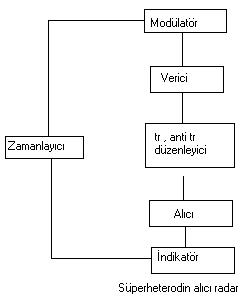 Modülatör
Verici
Zamanlayıcı
tr , anti tr
düzenleyici
Alıcı
İndikatör
Süperheterodin alıcı radar